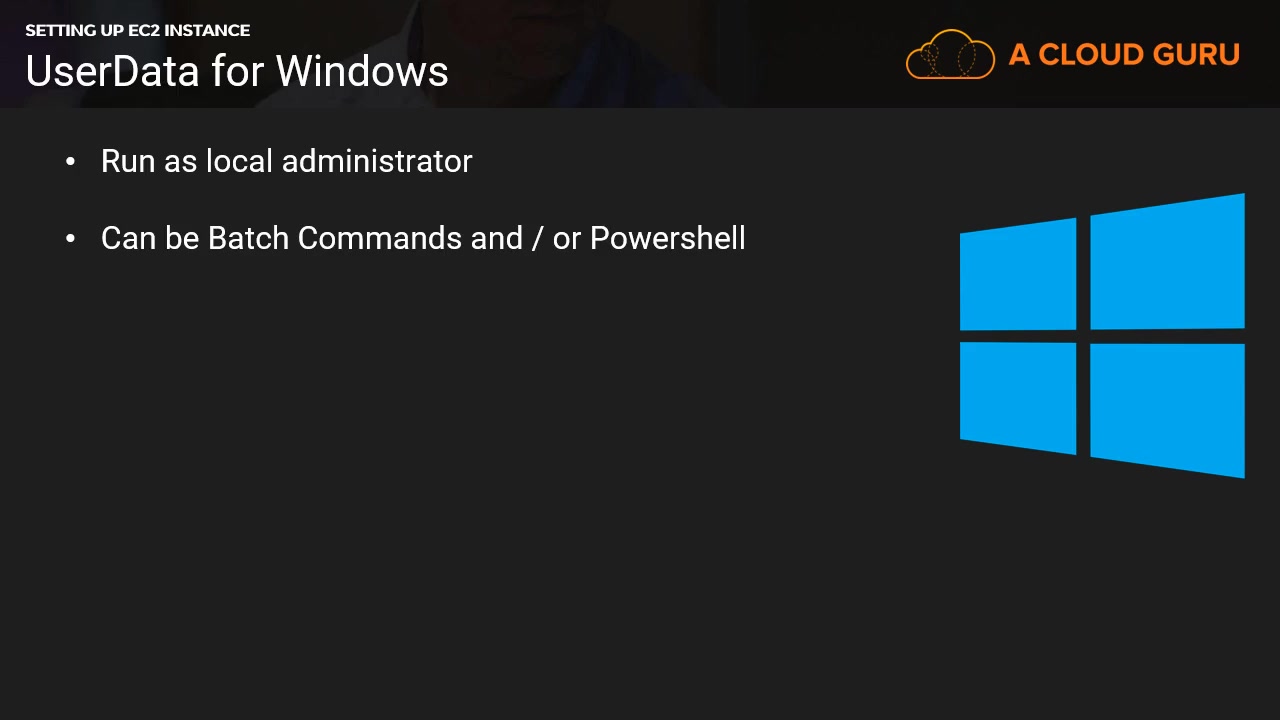 SETTING UP EC2 INSTANCE
UserData for Windows
A CLOUD GURU
• Run as local administrator
• Can be Batch Commands and / or Powershell